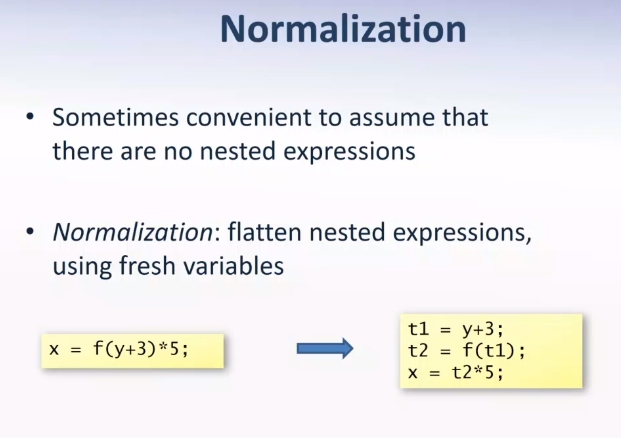 Normalization
• Sometimes convenient to assume that
there are no nested expressions
• Normalization: flatten nested expressions,
using fresh variables
x = f(y+3)*5;
t1 = y+3;
t2 = f(t1);
x = t2*5;